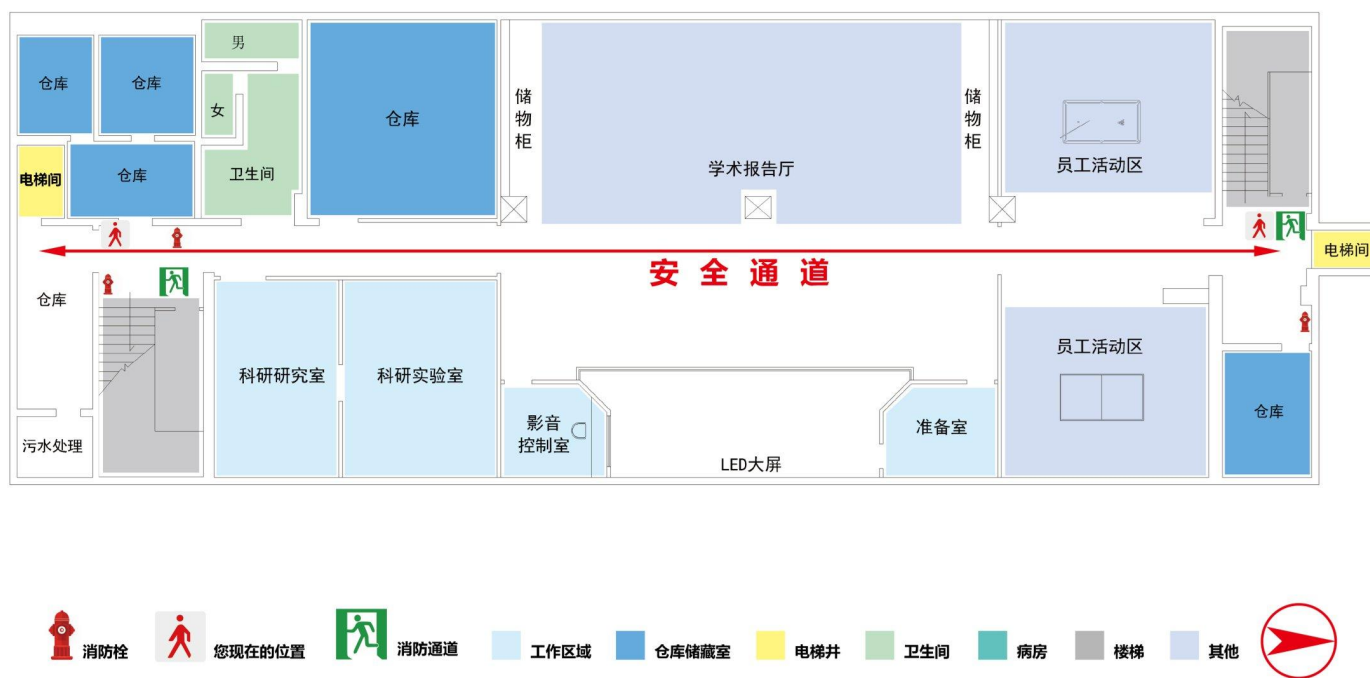 男
仓库
仓库
女
仓库
储物柜
储物柜
学术报告厅
员工活动区
电梯间
仓库
卫生间
安全通道
电梯间
仓库
科研研究室
科研实验室
员工活动区
影音
控制室
准备室
仓库
污水处理
LED大屏
消防栓
您现在的位置
消防通道
工作区域
仓库储藏室
电梯井
卫生间
病房
楼梯
其他